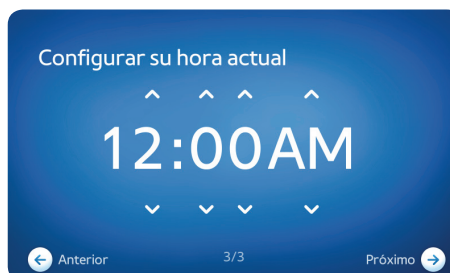 Configurar su hora actual
12:00AM
Anterior
3/3
Próximo